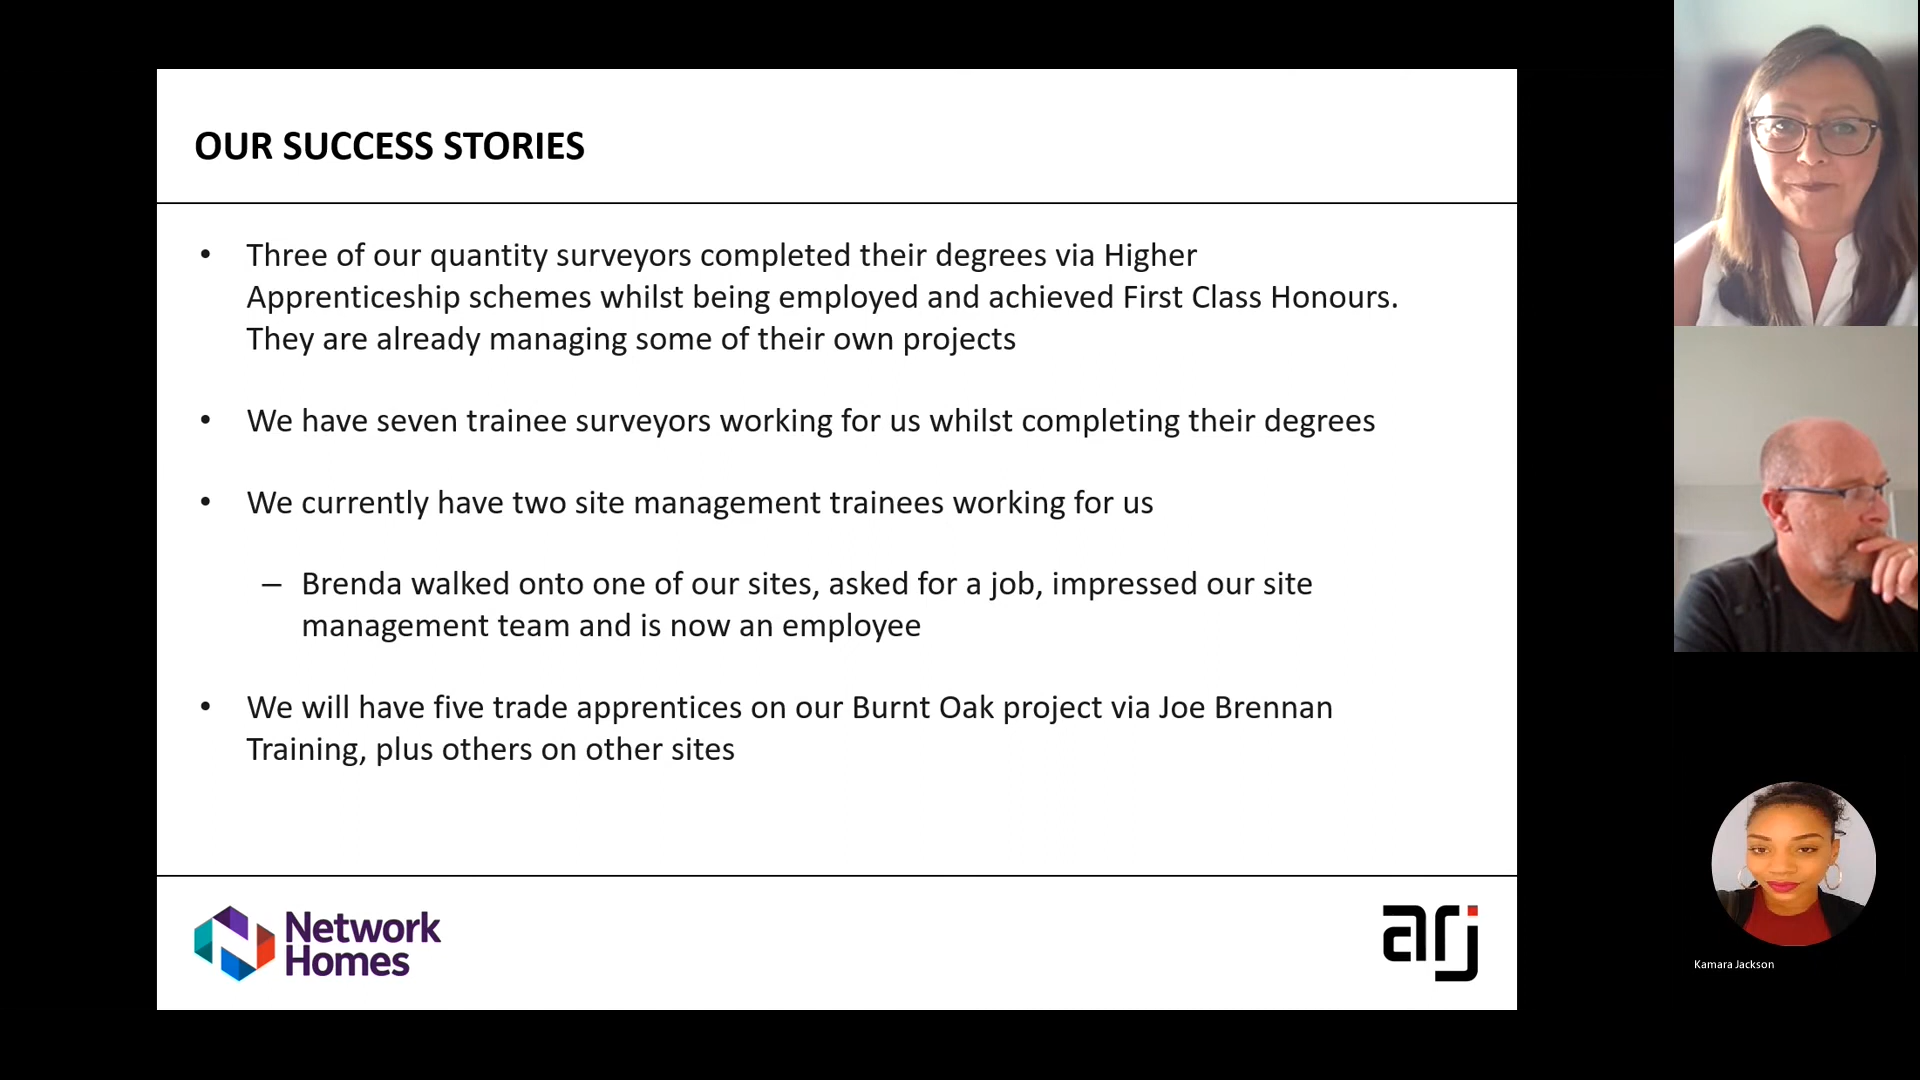 OUR SUCCESS STORIES
• Three of our quantity surveyors completed their degrees via Higher
Apprenticeship schemes whilst being employed and achieved First Class Honours.
They are already managing some of their own projects
• We have seven trainee surveyors working for us whilst completing their degrees
• We currently have two site management trainees working for us
– Brenda walked onto one of our sites, asked for a job, impressed our site
management team and is now an employee
• We will have five trade apprentices on our Burnt Oak project via Joe Brennan
Training, plus others on other sites
Network
Homes
arj
Kamara Jackson